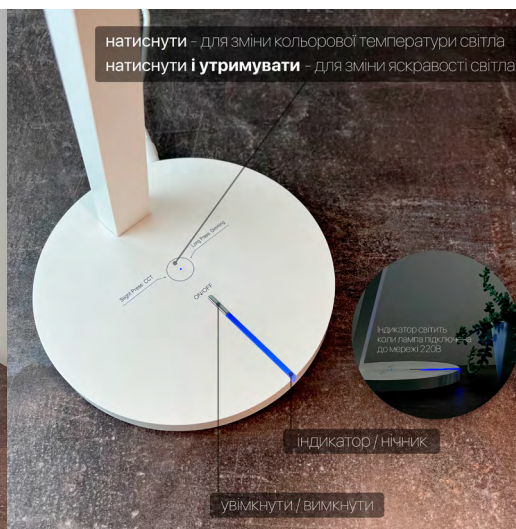 натиснути - для зміни кольорової температури світла
натиснути і утримувати - для зміни яскравості світла
Long Press: Dimming
Slight Press: CCT
ON/OFF
Індикатор світить
коли лампа підключена
до мережі 220В
індикатор / нічник
увімкнути / вимкнути